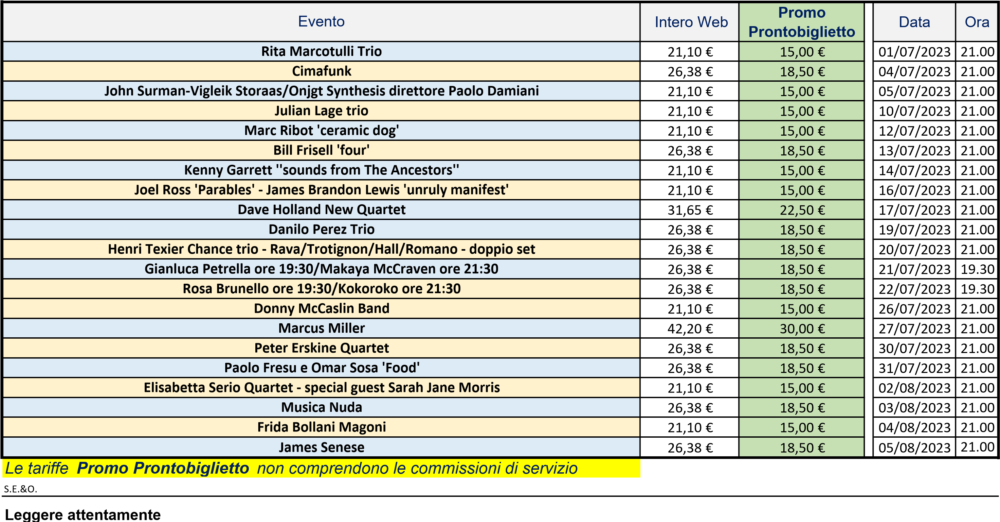 Evento Intero Web Promo Prontobiglietto Data Ora
Rita Marcotulli Trio 21,10 € 15,00 € 01/07/2023 21.00
Cimafunk 26,38 € 18,50 € 04/07/2023 21.00
John Surman-Vigleik Storaas/Onjgt Synthesis direttore Paolo Damiani 21,10 € 15,00 € 05/07/2023 21.00
Julian Lage trio 21,10 € 15,00 € 10/07/2023 21.00
Marc Ribot 'ceramic dog' 21,10 € 15,00 € 12/07/2023 21.00
Bill Frisell 'four' 26,38 € 18,50 € 13/07/2023 21.00
Kenny Garrett ''sounds from The Ancestors'' 21,10 € 15,00 € 14/07/2023 21.00
Joel Ross 'Parables' - James Brandon Lewis 'unruly manifest' 21,10 € 15,00 € 16/07/2023 21.00
Dave Holland New Quartet 31,65 € 22,50 € 17/07/2023 21.00
Danilo Perez Trio 26,38 € 18,50 € 19/07/2023 21.00
Henri Texier Chance trio - Rava/Trotignon/Hall/Romano - doppio set 26,38 € 18,50 € 20/07/2023 21.00
Gianluca Petrella ore 19:30/Makaya McCraven ore 21:30 26,38 € 18,50 € 21/07/2023 19.30
Rosa Brunello ore 19:30/Kokoroko ore 21:30 26,38 € 18,50 € 22/07/2023 19.30
Donny McCaslin Band 21,10 € 15,00 € 26/07/2023 21.00
Marcus Miller 42,20 € 30,00 € 27/07/2023 21.00
Peter Erskine Quartet 26,38 € 18,50 € 30/07/2023 21.00
Paolo Fresu e Omar Sosa 'Food' 26,38 € 18,50 € 31/07/2023 21.00
Elisabetta Serio Quartet - special guest Sarah Jane Morris 21,10 € 15,00 € 02/08/2023 21.00
Musica Nuda 26,38 € 18,50 € 03/08/2023 21.00
Frida Bollani Magoni 21,10 € 15,00 € 04/08/2023 21.00
James Senese 26,38 € 18,50 € 05/08/2023 21.00
Le tariffe Promo Prontobiglietto non comprendono le commissioni di servizio
S.E.&O.
Leggere attentamente